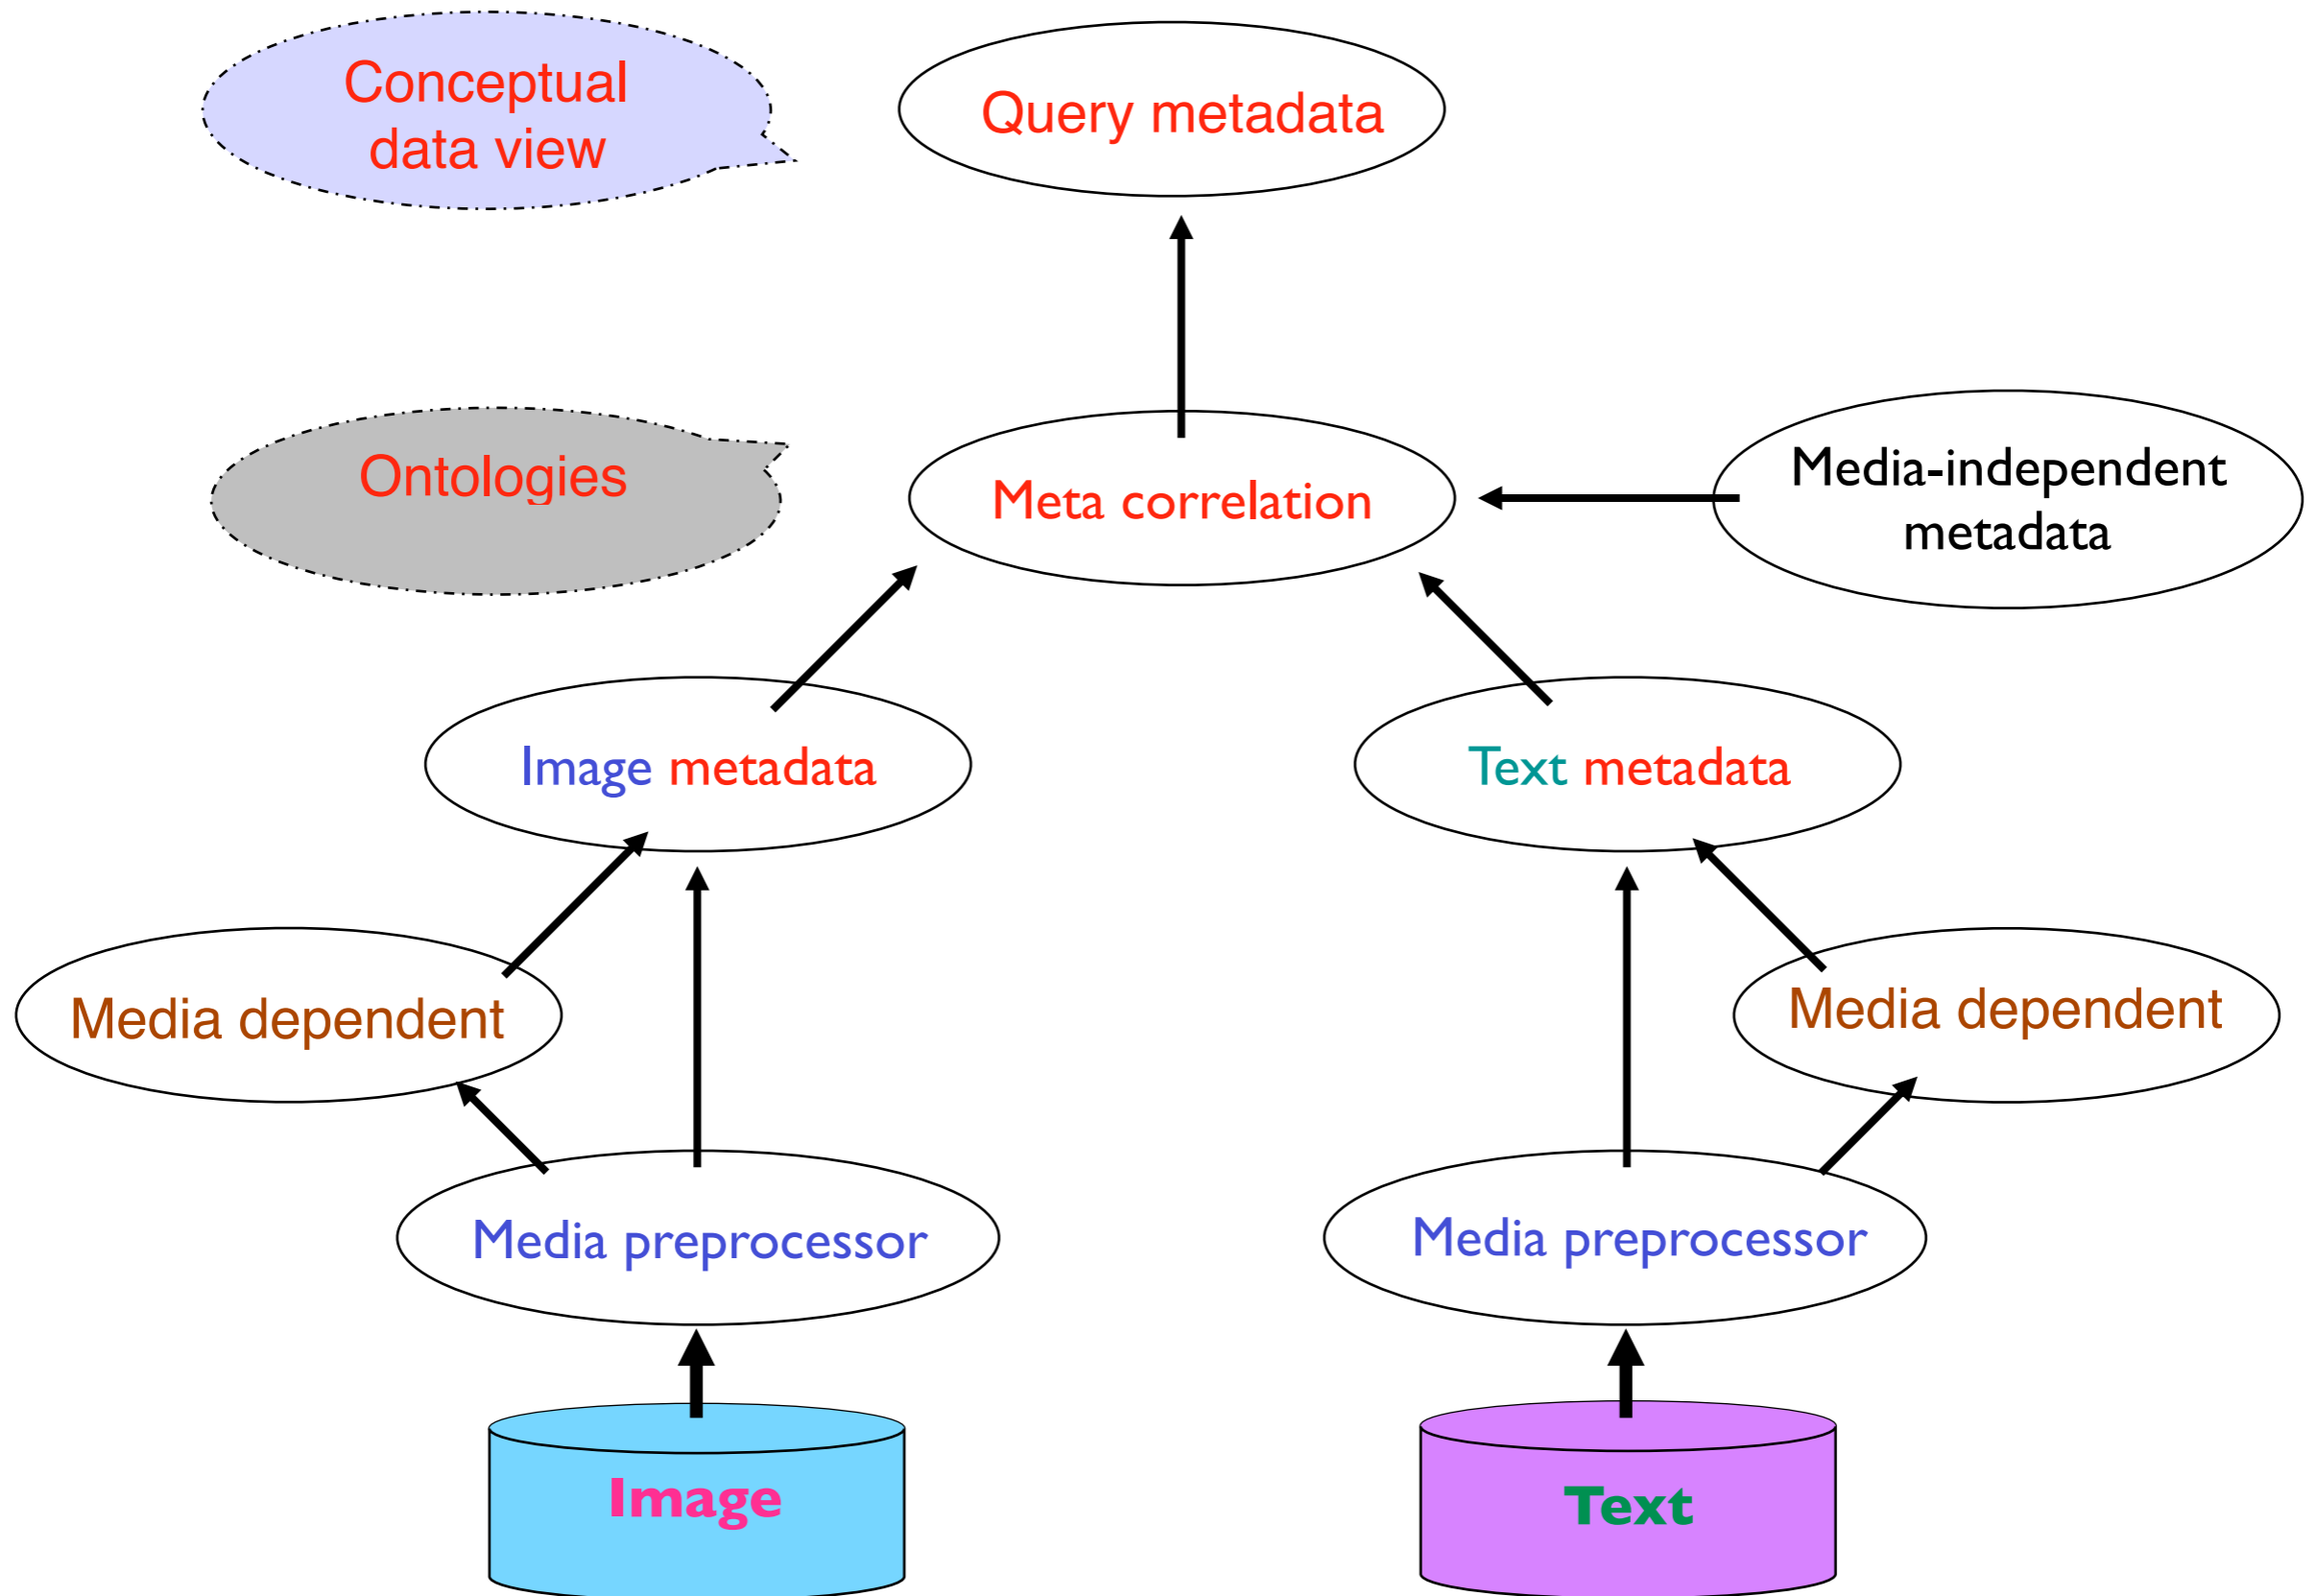 Conceptual
data view
Query metadata
Ontologies
Meta correlation
Media-independent
metadata
Image metadata
Text metadata
Media dependent
Media dependent
Media preprocessor
Media preprocessor
Image
Text